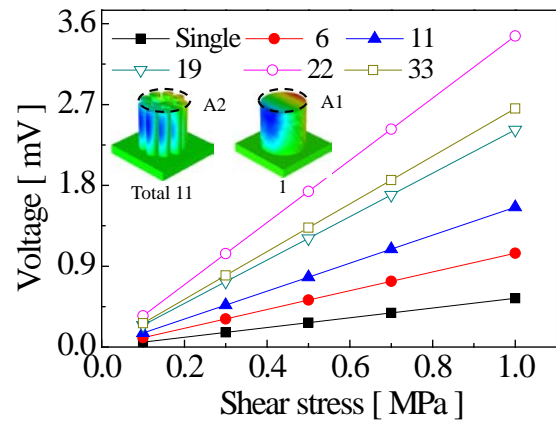 3.6
Single 6 11
19 22 33
2.7
A2 A1
1.8
Total 11 1
0.9
0.0
0.0 0.2 0.4 0.6 0.8 1.0
Voltage [ mV]
Shear stress [ MPa]